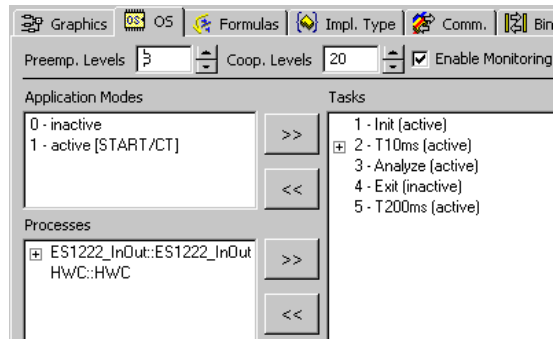 Graphics OS Formulas Impl. Type Comm. Bin
Preemp. Levels 3 Coop. Levels 20 Enable Monitoring
Application Modes
0 - inactive
1 - active [START/CT]
>>
<<
Processes
ES1222_InOut::ES1222_InOut
HWC::HWC
>>
<<
Tasks
1 - Init (active)
2 - T10ms (active)
3 - Analyze (active)
4 - Exit (inactive)
5 - T200ms (active)